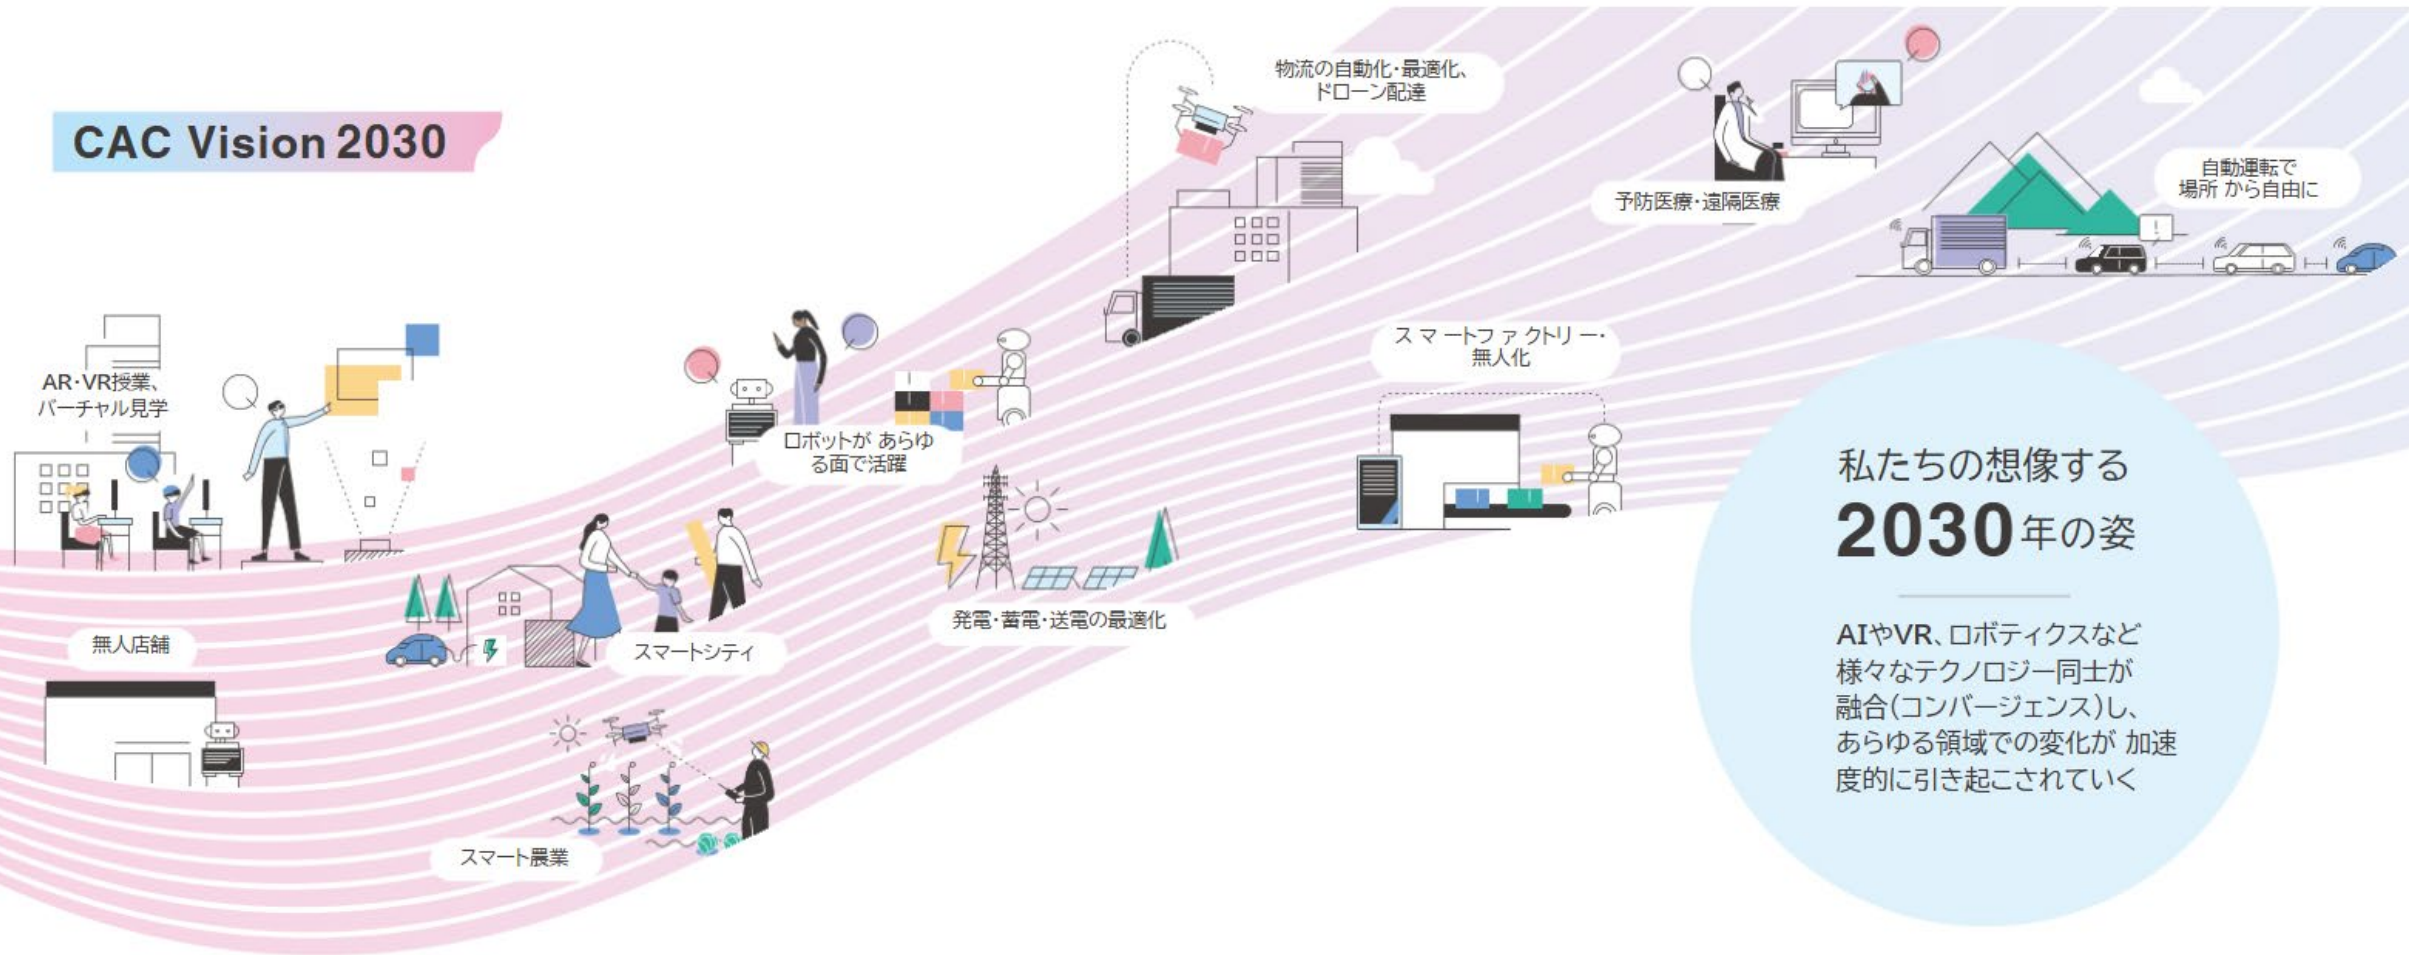 CAC Vision 2030
物流の自動化・最適化、
ドローン配達
予防医療・遠隔医療
自動運転で
場所 から自由に
AR・VR授業、
バーチャル見学
ロボットが あらゆ
る面で活躍
ス マ ートフ ァ クトリ ー・
無人化
発電・蓄電・送電の最適化
無人店舗
スマートシティ
スマート農業
私たちの想像する
2030年の姿
AIやVR、ロボティクスなど
様々なテクノロジー同士が
融合(コンバージェンス)し、
あらゆる領域での変化が 加速
度的に引き起こされていく